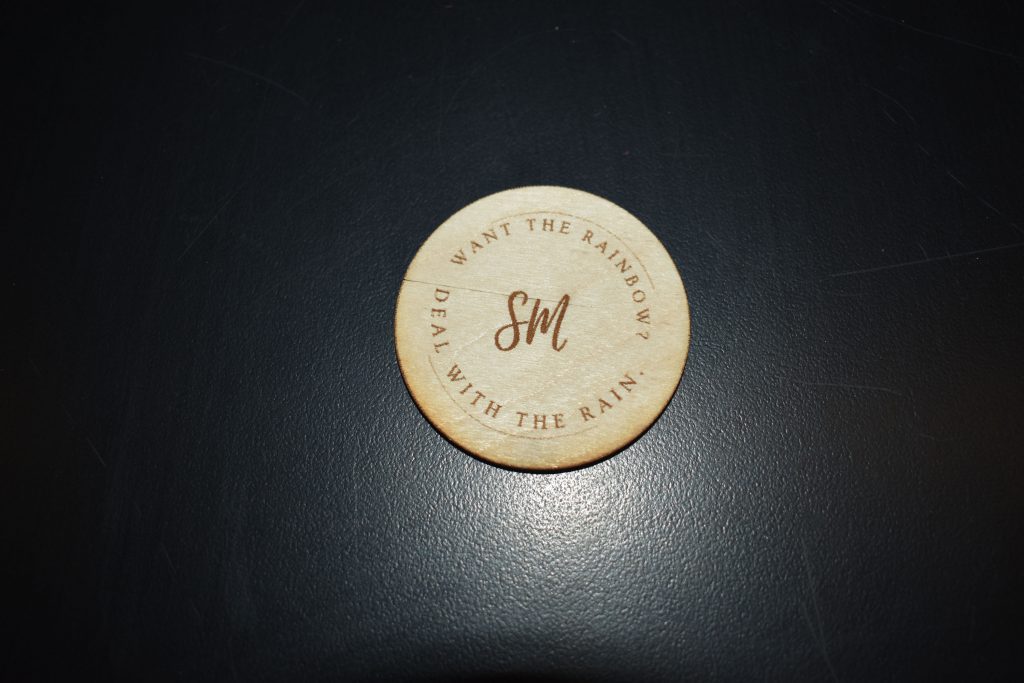 WANT THE RAINBOW?
SM
DEAL WITH THE RAIN.